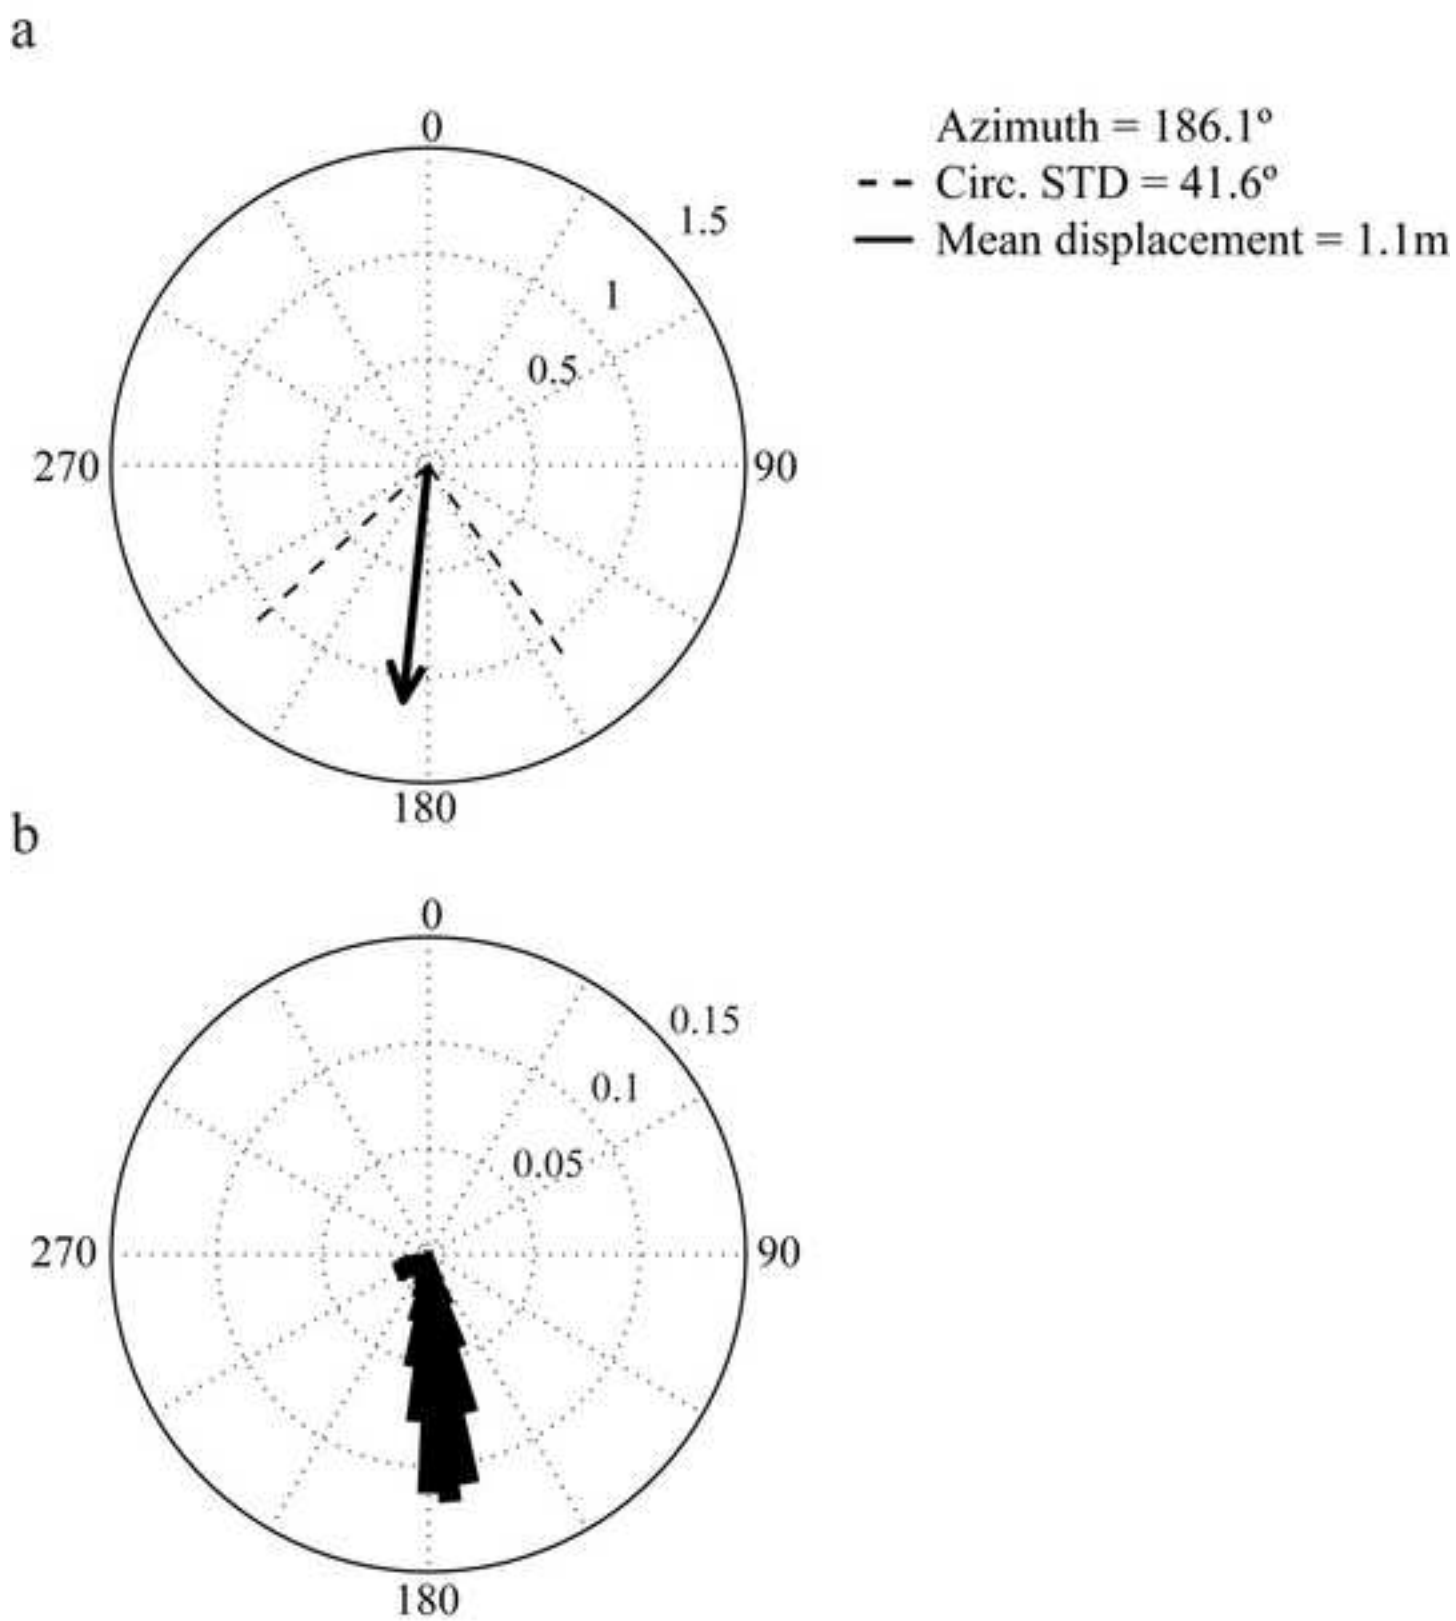 a
0
Azimuth = 186.1º
Circ. STD = 41.6º
1.5
Mean displacement = 1.1m
1
0.5
270
90
180
b
0
0.15
0.1
0.05
270
90
180